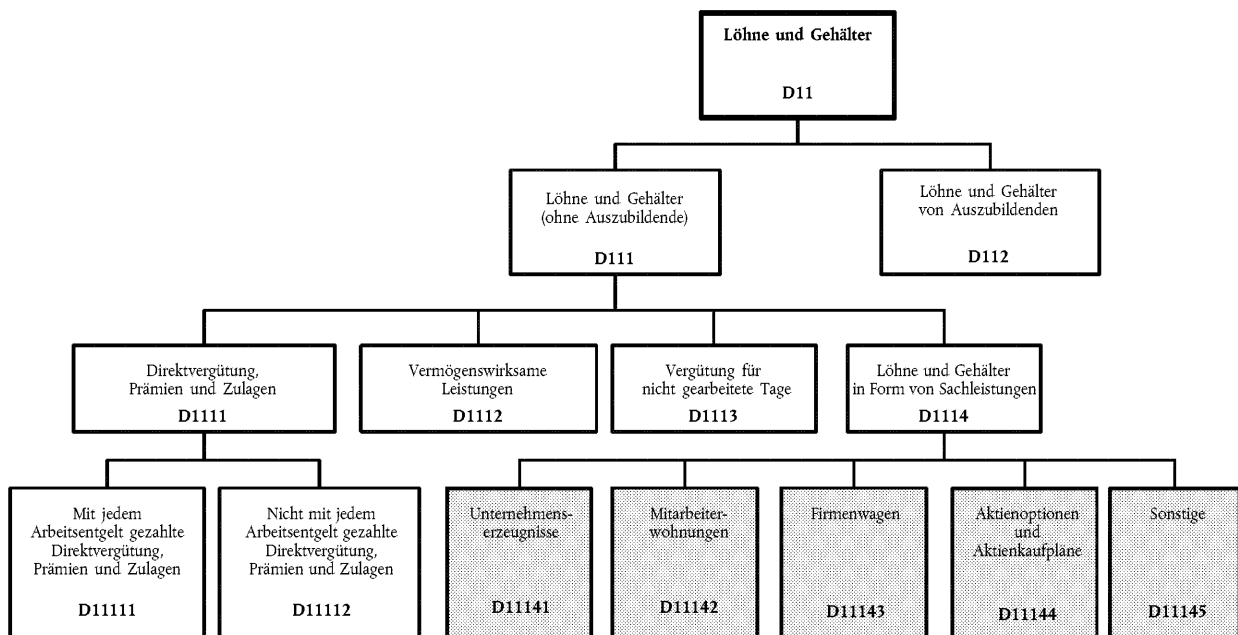 Löhne und Gehälter
D11
Löhne und Gehälter
(ohne Auszubildende)
D111
Löhne und Gehälter
von Auszubildenden
D112
Direktvergütung,
Prämien und Zulagen
D1111
Vermögenswirksame
Leistungen
D1112
Vergütung für
nicht gearbeitete Tage
D1113
Löhne und Gehälter
in Form von Sachleistungen
D1114
Mit jedem
Arbeitsentgelt gezahlte
Direktvergütung,
Prämien und Zulagen
D11111
Nicht mit jedem
Arbeitsentgelt gezahlte
Direktvergütung,
Prämien und Zulagen
D11112
Unternehmens-
erzeugnisse
D11141
Mitarbeiter-
wohnungen
D11142
Firmenwagen
D11143
Aktienoptionen
und
Aktienkaufpläne
D11144
Sonstige
D11145